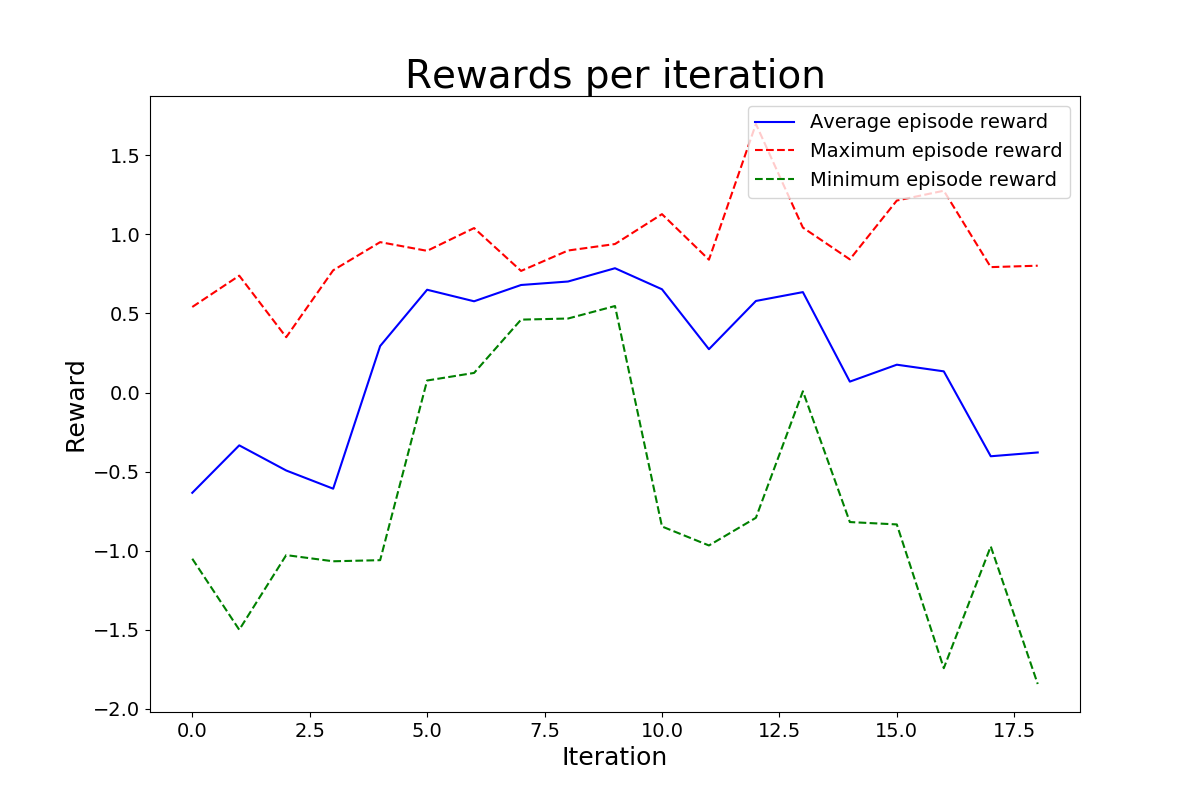 Rewards per iteration
Average episode reward
Maximum episode reward
Minimum episode reward
Reward
1.5
1.0
0.5
0.0
−0.5
−1.0
−1.5
−2.0
0.0 2.5 5.0 7.5 10.0 12.5 15.0 17.5
Iteration